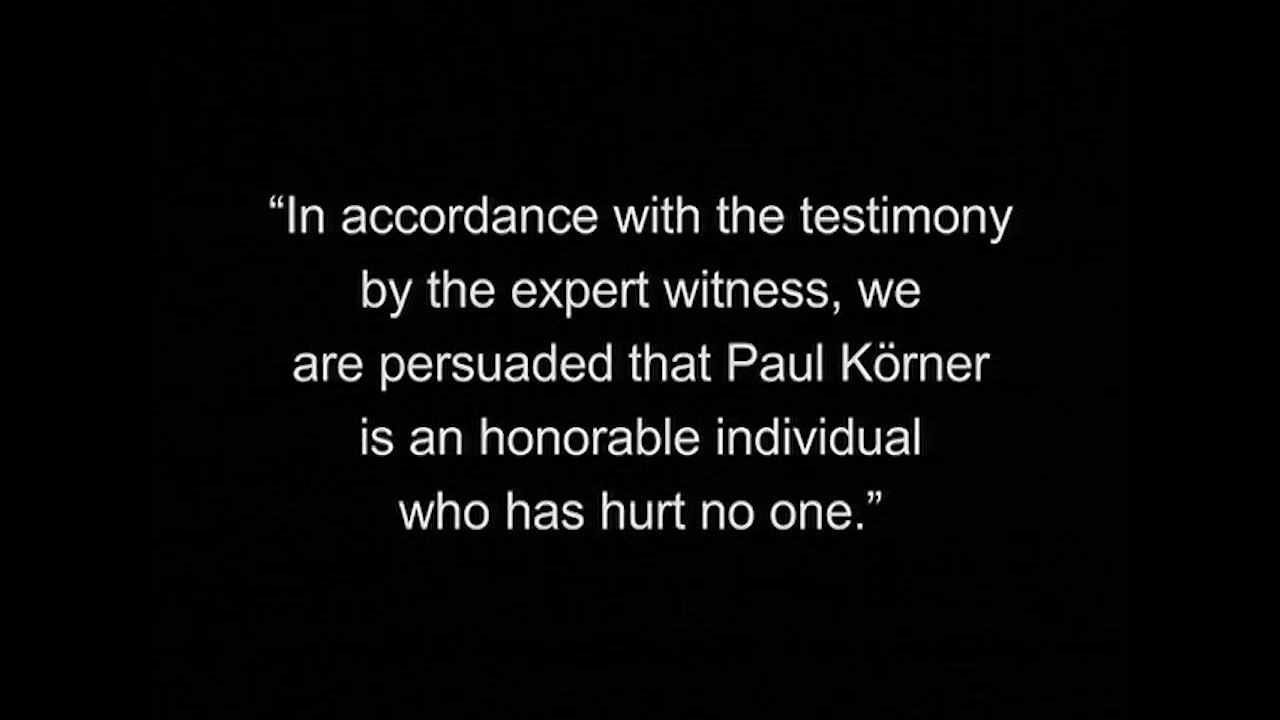 “In accordance with the testimony
by the expert witness, we
are persuaded that Paul Körner
is an honorable individual
who has hurt no one.”